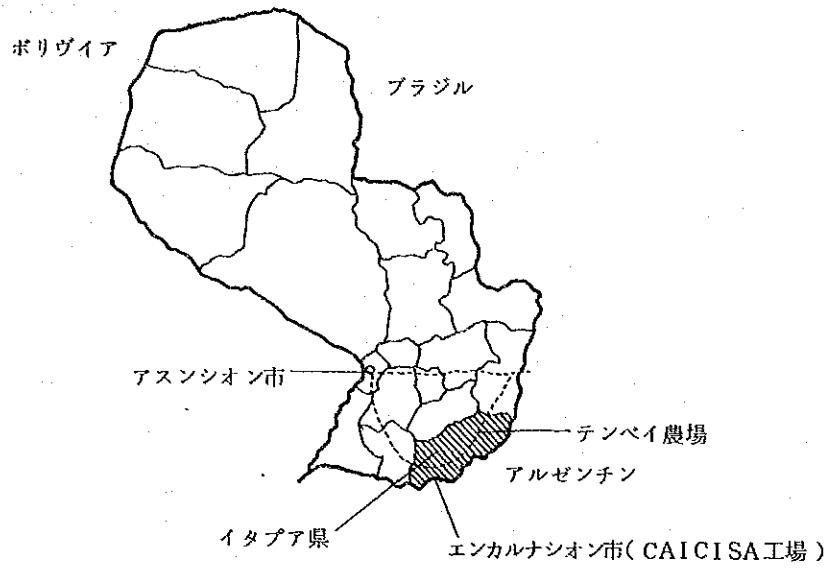 ボリヴィア
ブラジル
アスンシオン市
テンペイ農場
アルゼンチン
イタプア県
エンカルナシオン市(CAICISA工場)